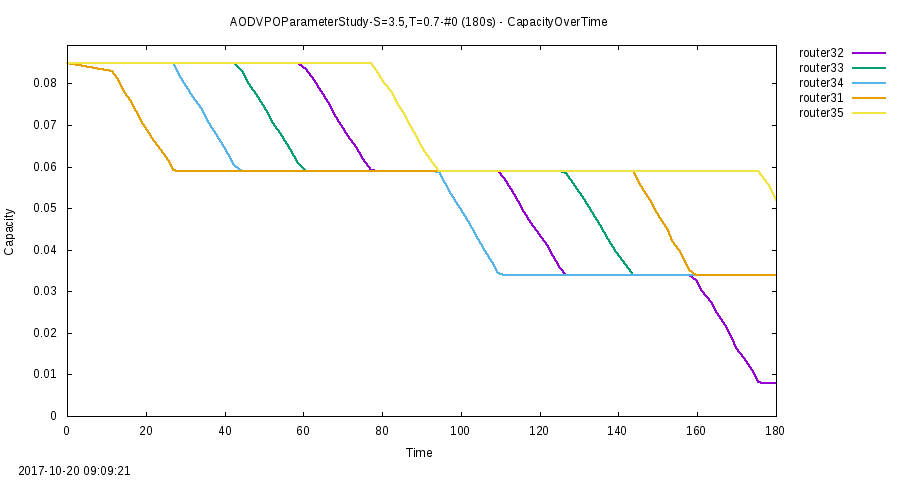 AODVPOParameterStudy-S=3.5,T=0.7-#0 (180s) - CapacityOverTime
router32
router33
router34
router31
router35
0.08
0.07
0.06
0.05
0.04
0.03
0.02
0.01
0
Capacity
0 20 40 60 80 100 120 140 160 180
Time
2017-10-20 09:09:21